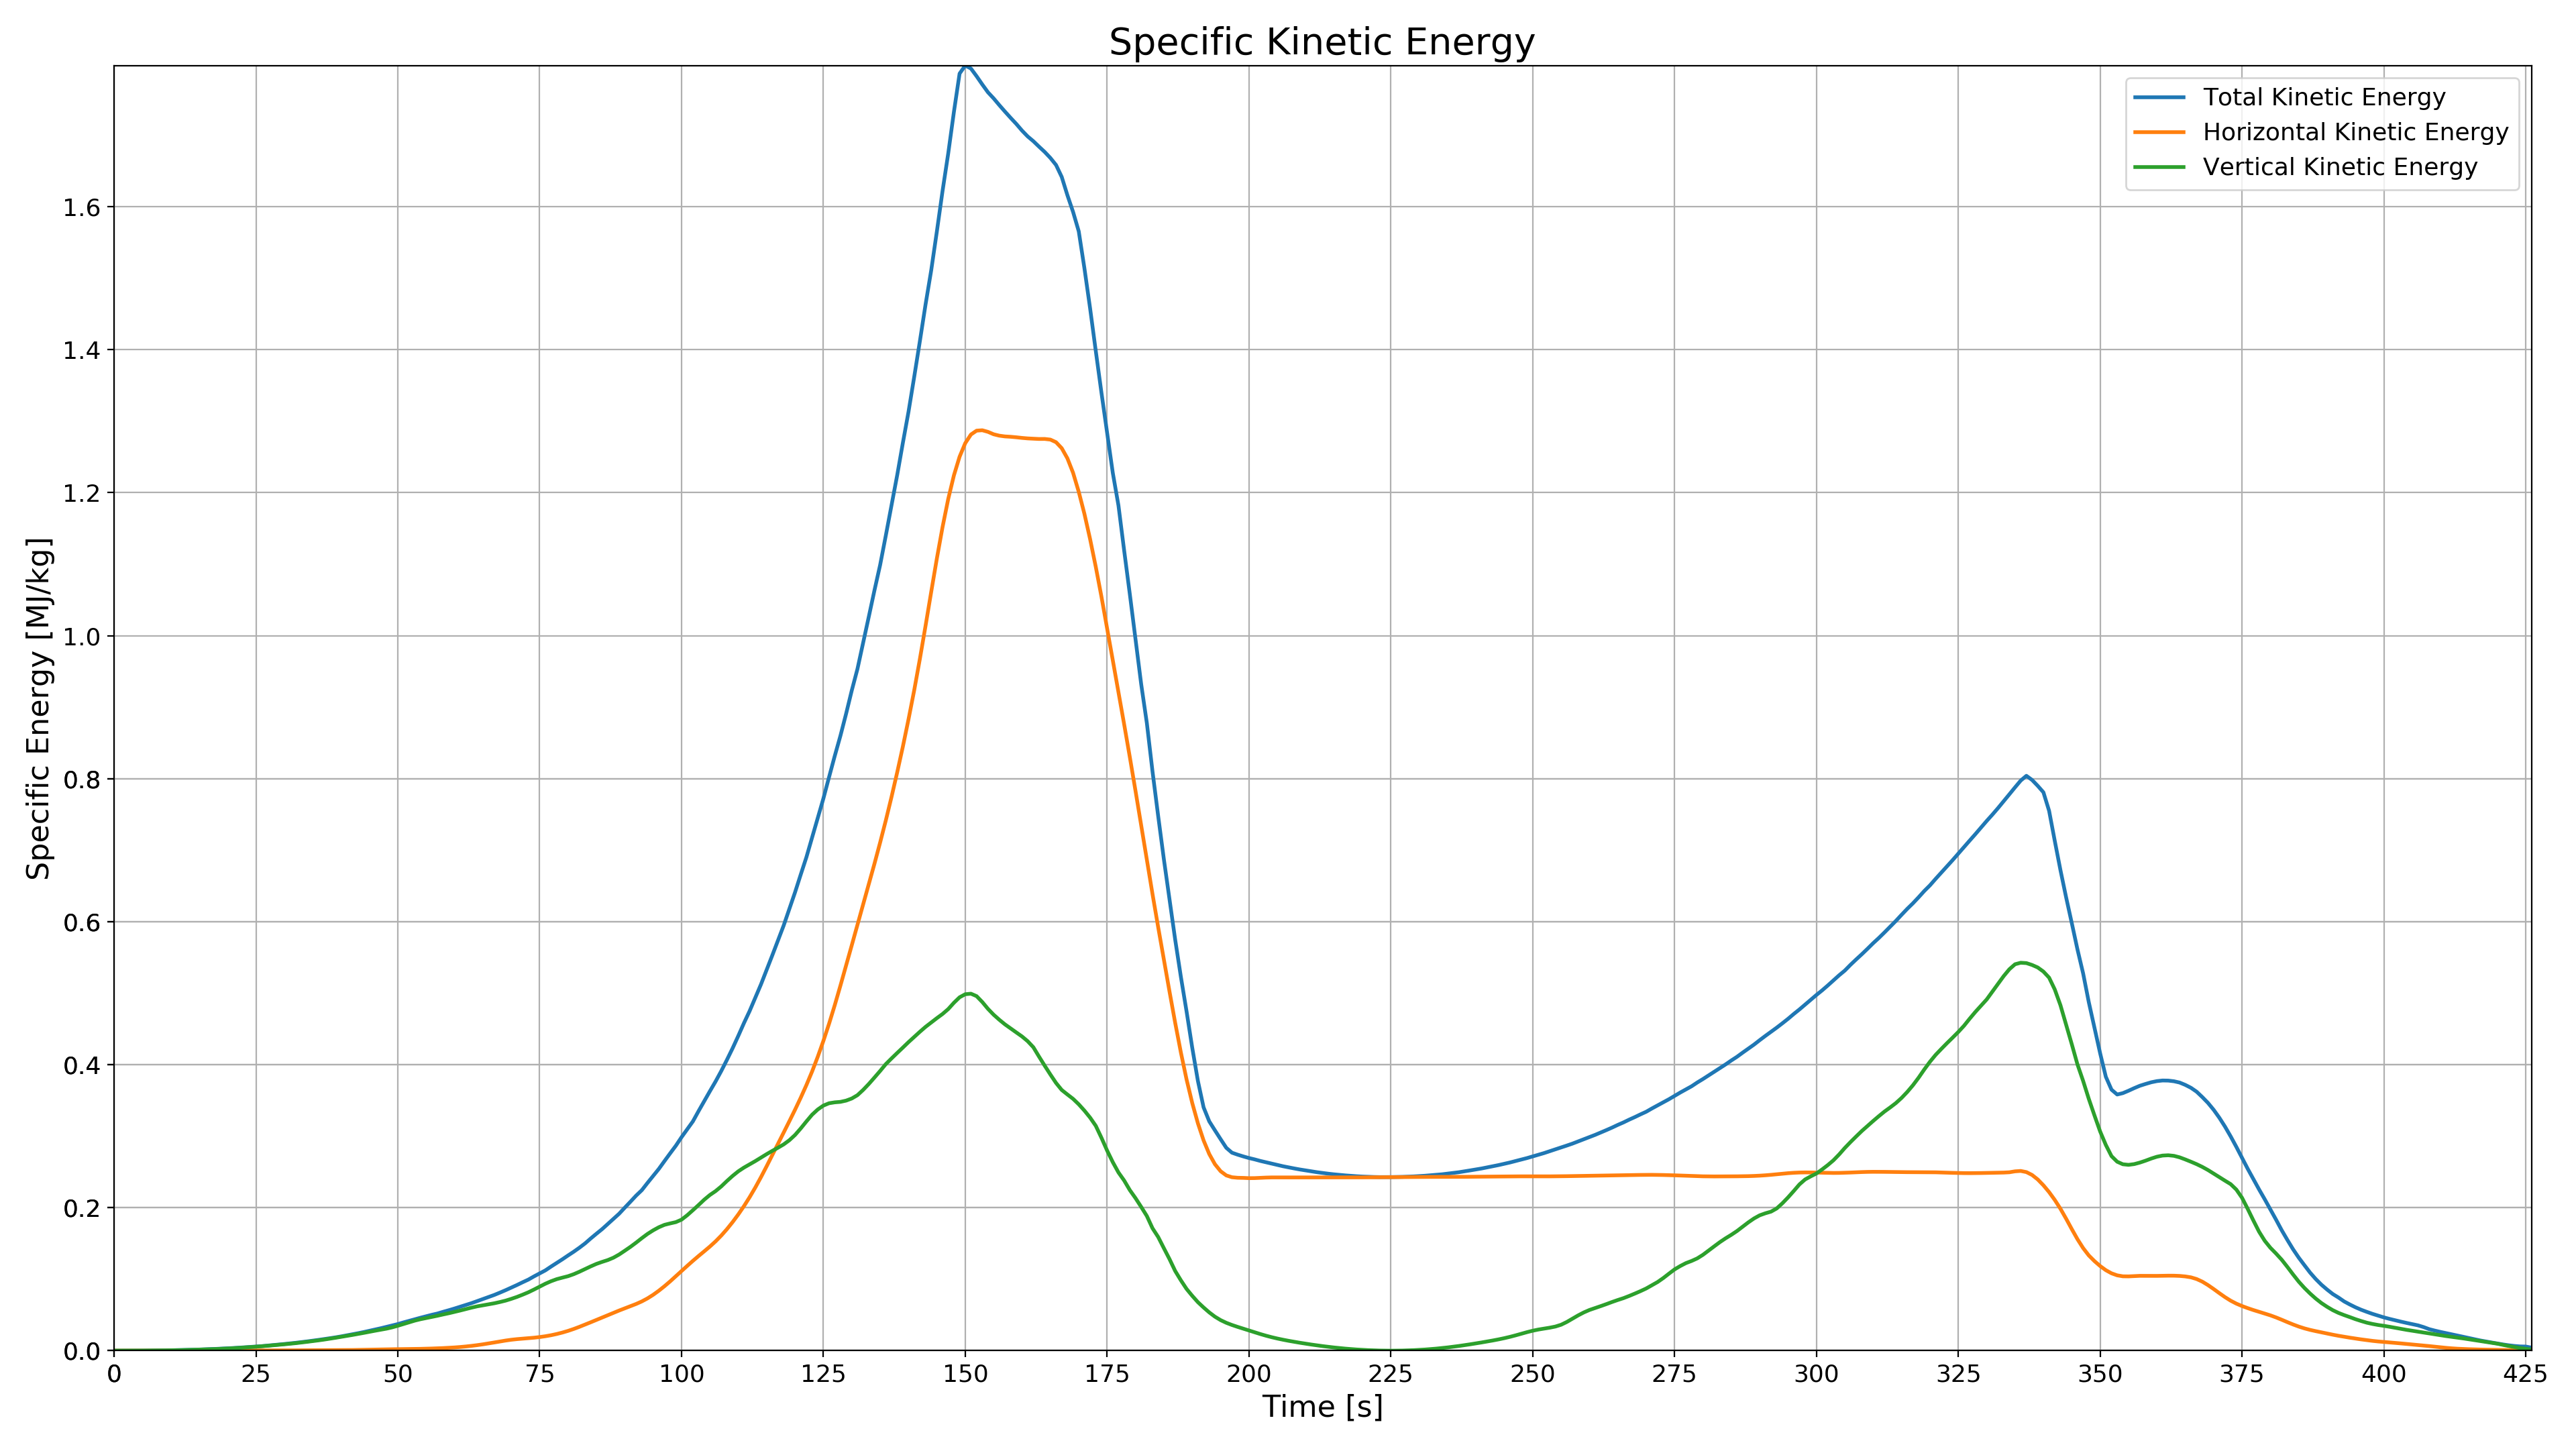 Specific Kinetic Energy
Total Kinetic Energy
Horizontal Kinetic Energy
Vertical Kinetic Energy
Specific Energy [MJ/kg]
1.6
1.4
1.2
1.0
0.8
0.6
0.4
0.2
0.0
0 25 50 75 100 125 150 175 200 225 250 275 300 325 350 375 400 425
Time [s]